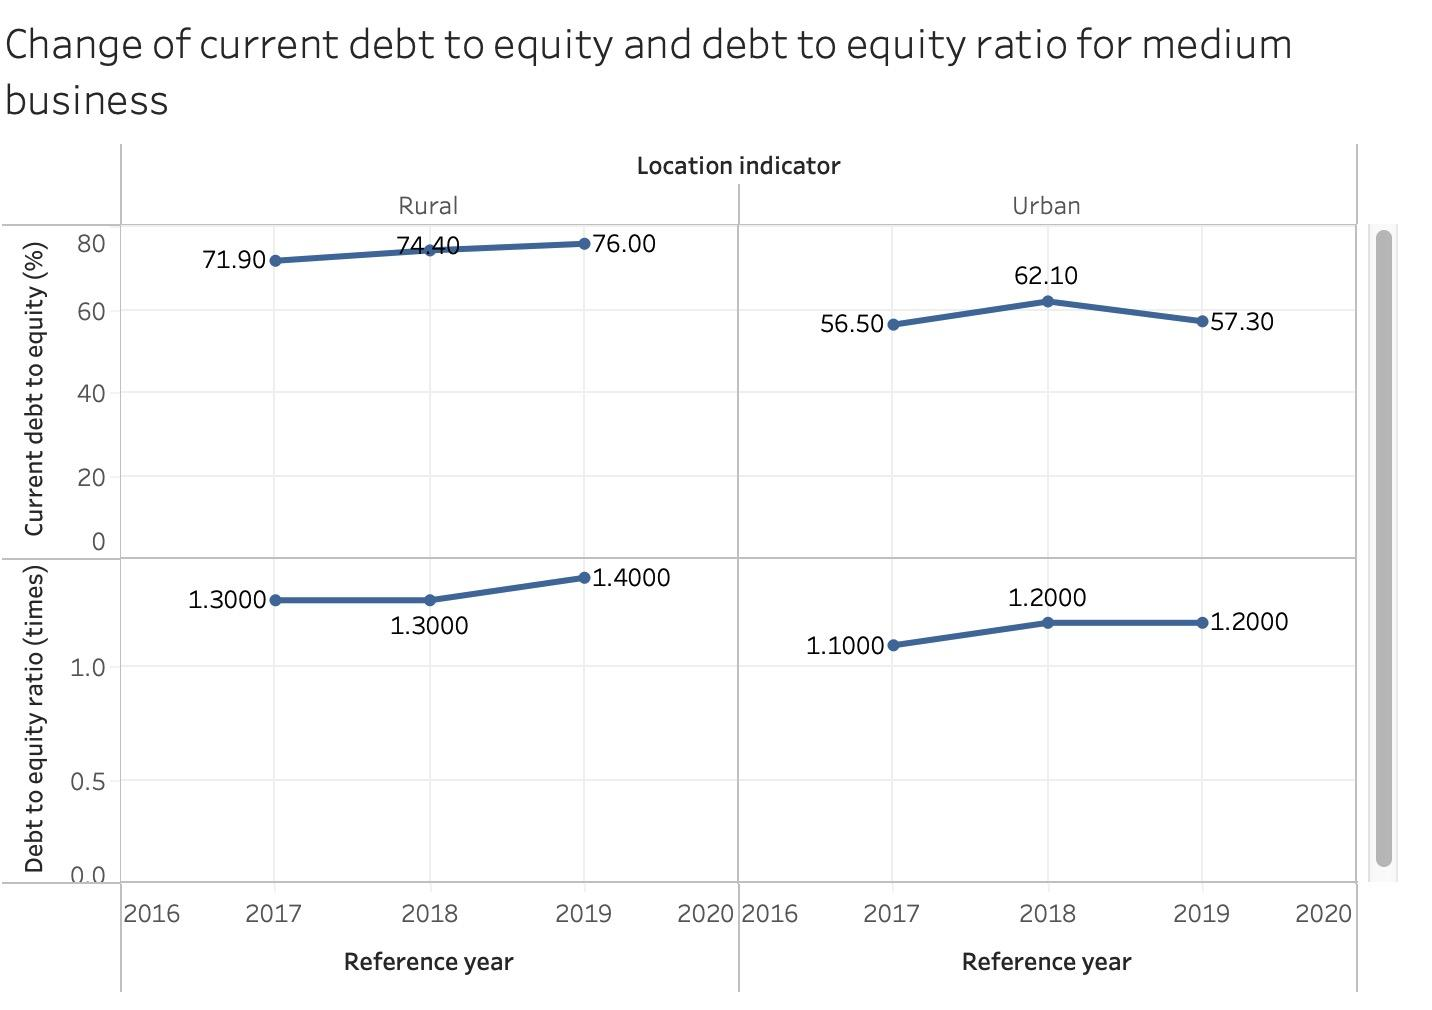 Change of current debt to equity and debt to equity ratio for medium
business
Location indicator
Rural
Urban
Current debt to equity (%)
80
60
40
20
0
71.90
74.40
76.00
56.50
62.10
57.30
Debt to equity ratio (times)
1.0
0.5
0.0
1.3000
1.3000
1.4000
1.1000
1.2000
1.2000
2016 2017 2018 2019 2020 2016 2017 2018 2019 2020
Reference year Reference year